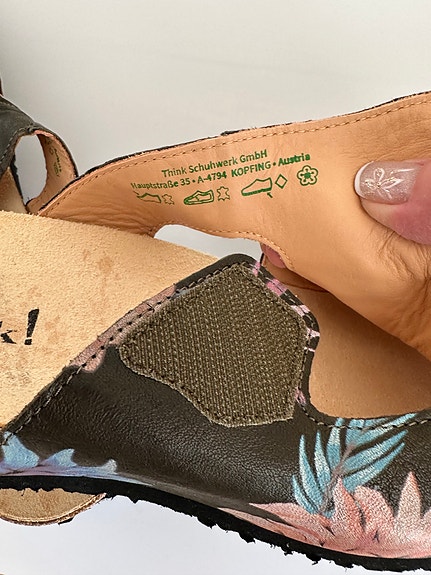 Think Schuhwerk GmbH
Hauptstraße 35 • A-4794 KOPFING • Austria
k!